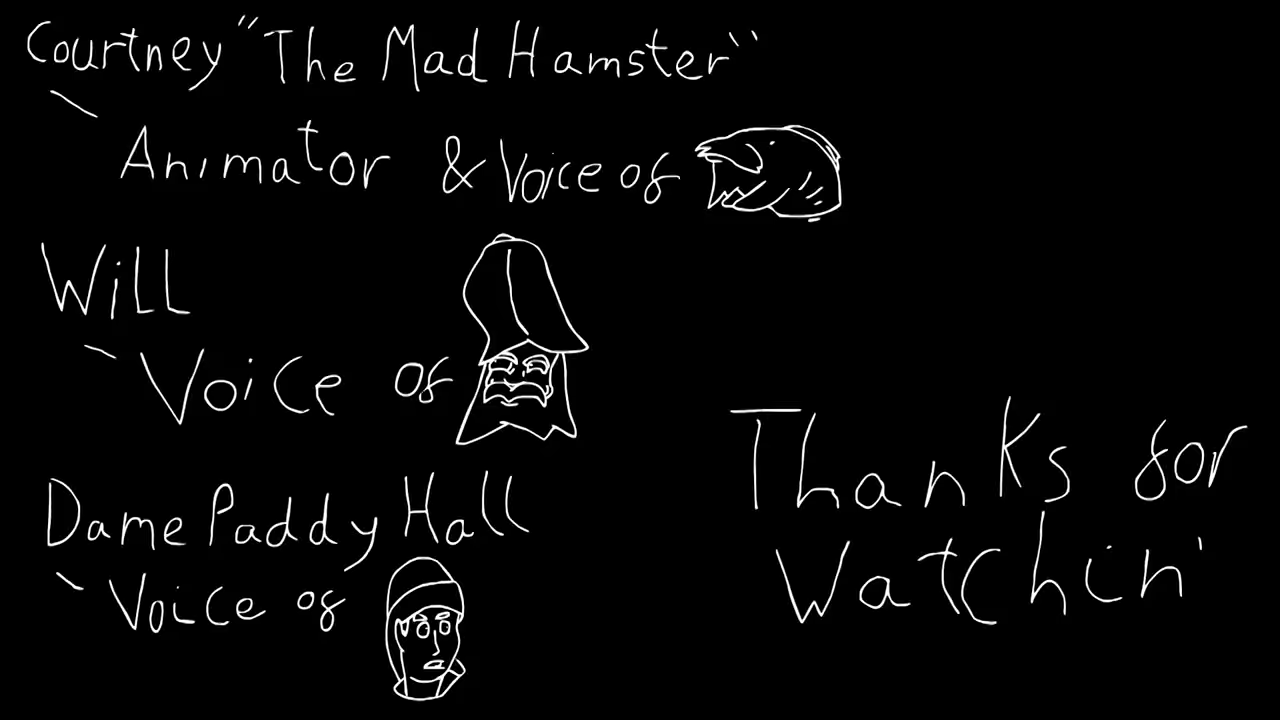 Courtney "The Mad Hamster"
Animator & Voice of
Will
Voice of
Dame Paddy Hall
Voice of
Thanks for
Watchin'